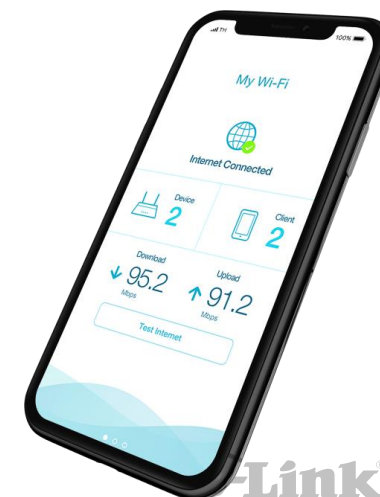 TH 100%
My Wi-Fi
Internet Connected
Device
2
Client
2
Download
95.2
Mbps
Upload
91.2
Mbps
Test Internet
-Link